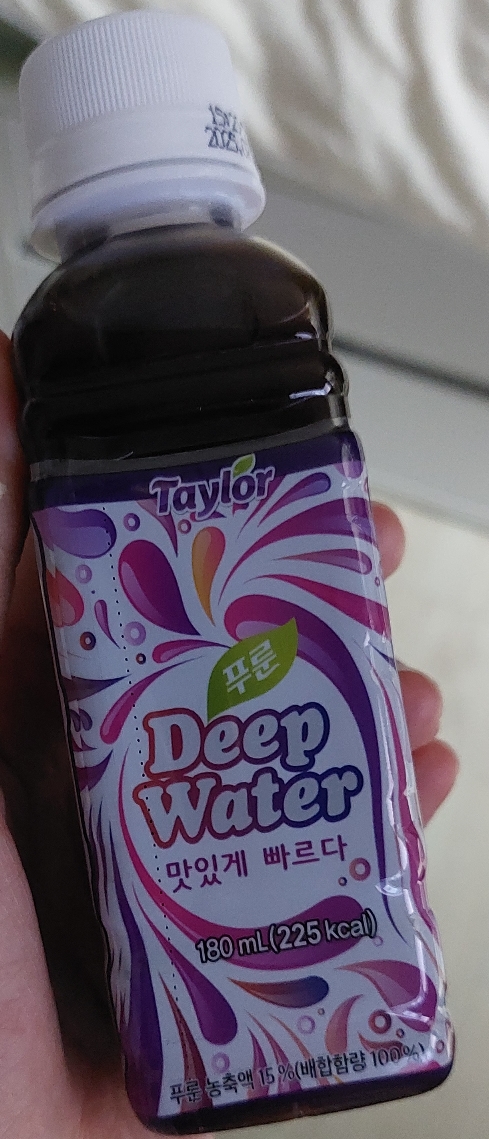 Taylor
푸룬
Deep
Water
맛있게 빠르다
180 mL(225 kcal)
푸룬 농축액 15 %(배합함량 100%)